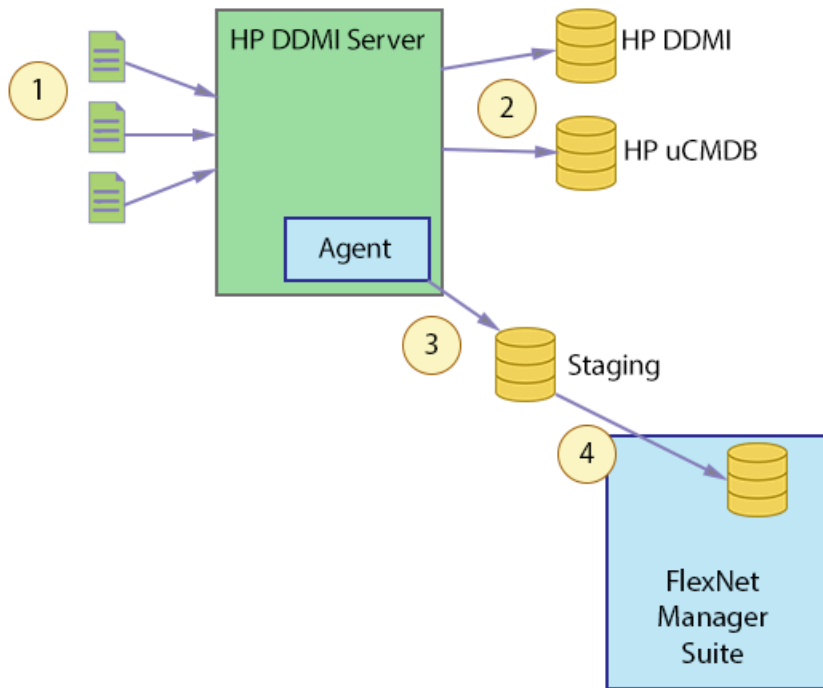 HP DDMI Server
HP DDMI
1
2
HP uCMDB
Agent
3
Staging
4
FlexNet
Manager
Suite